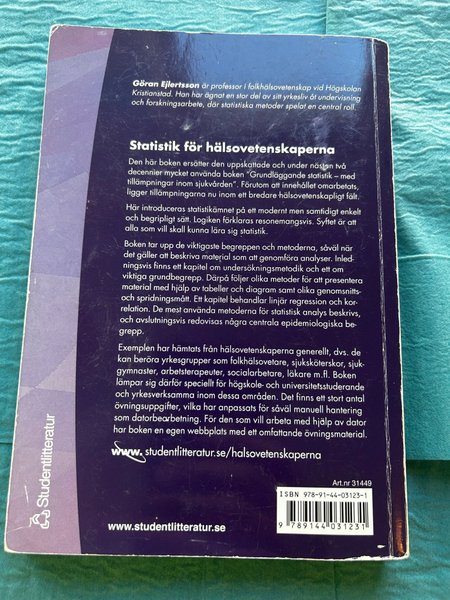 Göran Ejlertsson är professor i folkhälsovetenskap vid Högskolan
Kristianstad. Han har ägnat en stor del av sitt yrkesliv åt undervisning
och forskningsarbete, där statistiska metoder spelat en central roll.
Statistik för hälsovetenskaperna
Den här boken ersätter den uppskattade och under nästan två
decennier mycket använda boken "Grundläggande statistik – med
tillämpningar inom sjukvården". Förutom att innehållet omarbetats,
ligger tillämpningarna nu inom ett bredare hälsovetenskapligt fält.
Här introduceras statistikämnet på ett modernt men samtidigt enkelt
och begripligt sätt. Logiken förklaras resonemangsvis. Syftet är att
alla som vill skall kunna lära sig statistik.
Boken tar upp de viktigaste begreppen och metoderna, såväl när
det gäller att beskriva material som att genomföra analyser. Inled-
ningsvis finns ett kapitel om undersökningsmetodik och ett om
viktiga grundbegrepp. Därpå följer olika metoder för att presentera
material med hjälp av tabeller och diagram samt olika genomsnitts-
och spridningsmått. Ett kapitel behandlar linjär regression och kor-
relation. De mest använda metoderna för statistisk analys beskrivs,
och avslutningsvis redovisas några centrala epidemiologiska be-
grepp.
Exemplen har hämtats från hälsovetenskaperna generellt, dvs. de
kan beröra yrkesgrupper som folkhälsovetare, sjuksköterskor, sjuk-
gymnaster, arbetsterapeuter, socialarbetare, läkare m.fl. Boken
lämpar sig därför speciellt för högskole- och universitetsstuderande
och yrkesverksamma inom dessa områden. Det finns ett stort antal
övningsuppgifter, vilka har anpassats för såväl manuell hantering
som datorbearbetning. För den som vill arbeta med hjälp av dator
har boken en egen webbplats med ett omfattande övningsmaterial.
www.studentlitteratur.se/halsovetenskaperna
Studentlitteratur
www.studentlitteratur.se
Art.nr 31449
ISBN 978-91-44-03123-1
9 789144 031231